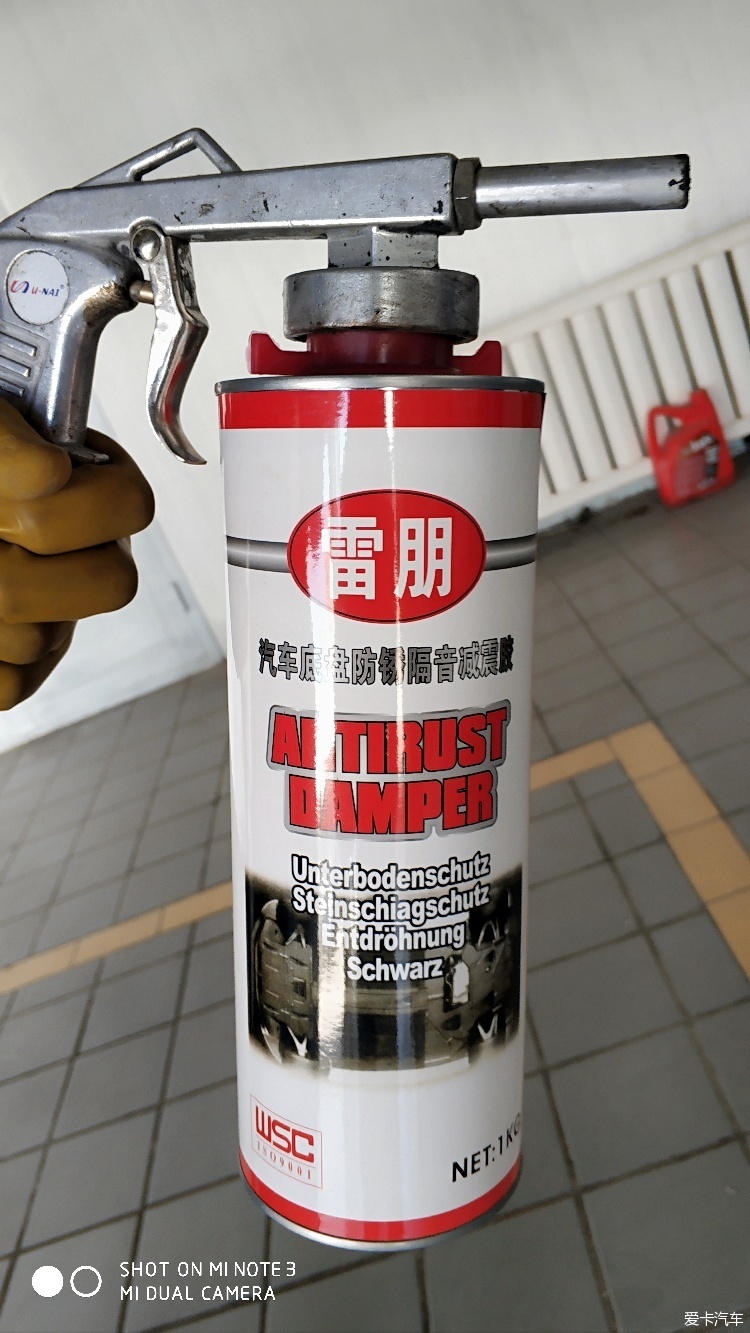 U-NAI
雷朋
汽车底盘防锈隔音减震胶
ANTIRUST
DAMPER
Unterbodenschutz
Steinschlagschutz
Entdröhnung
Schwarz
WSC
ISO9001
NET:1KG
SHOT ON MI NOTE 3
MI DUAL CAMERA
爱卡汽车